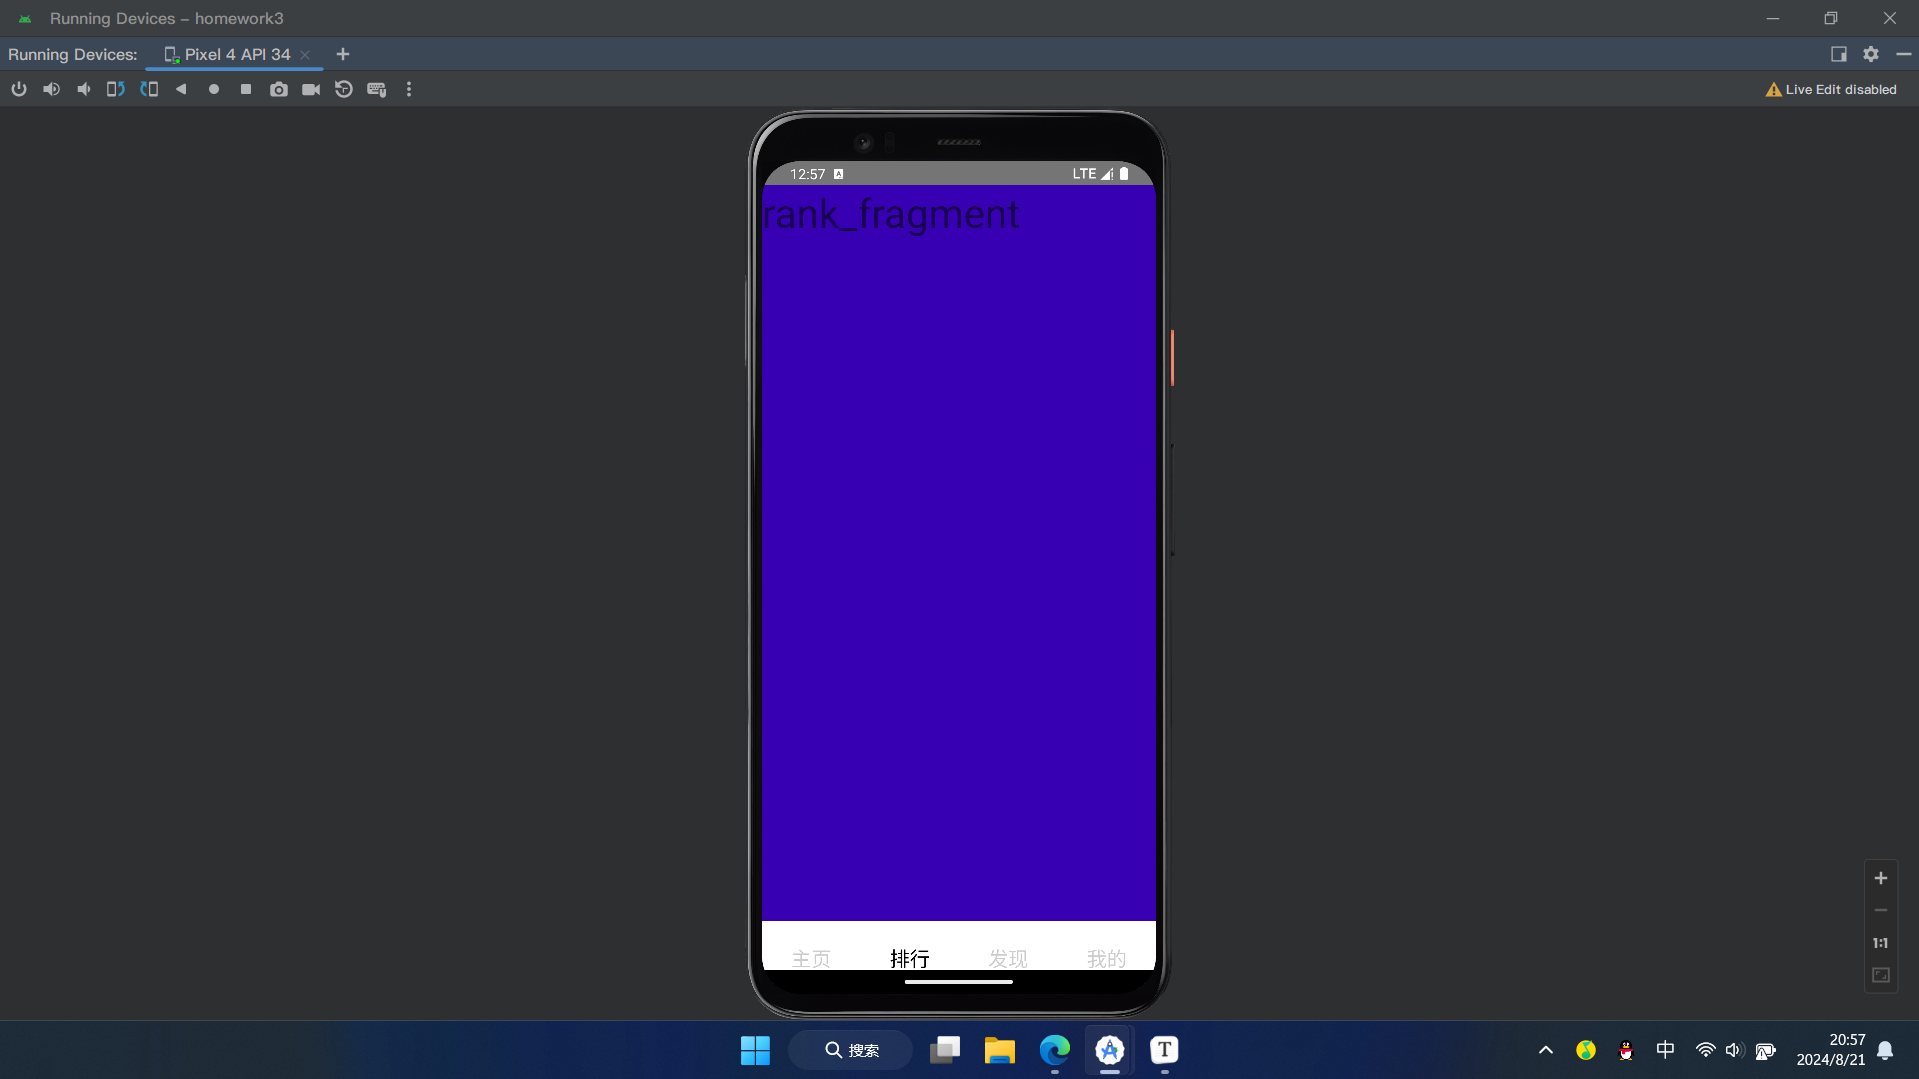 Running Devices – homework3
Running Devices:
Pixel 4 API 34
Live Edit disabled
12:57
LTE
rank_fragment
主页
排行
发现
我的
1:1
搜索
中
20:57
2024/8/21